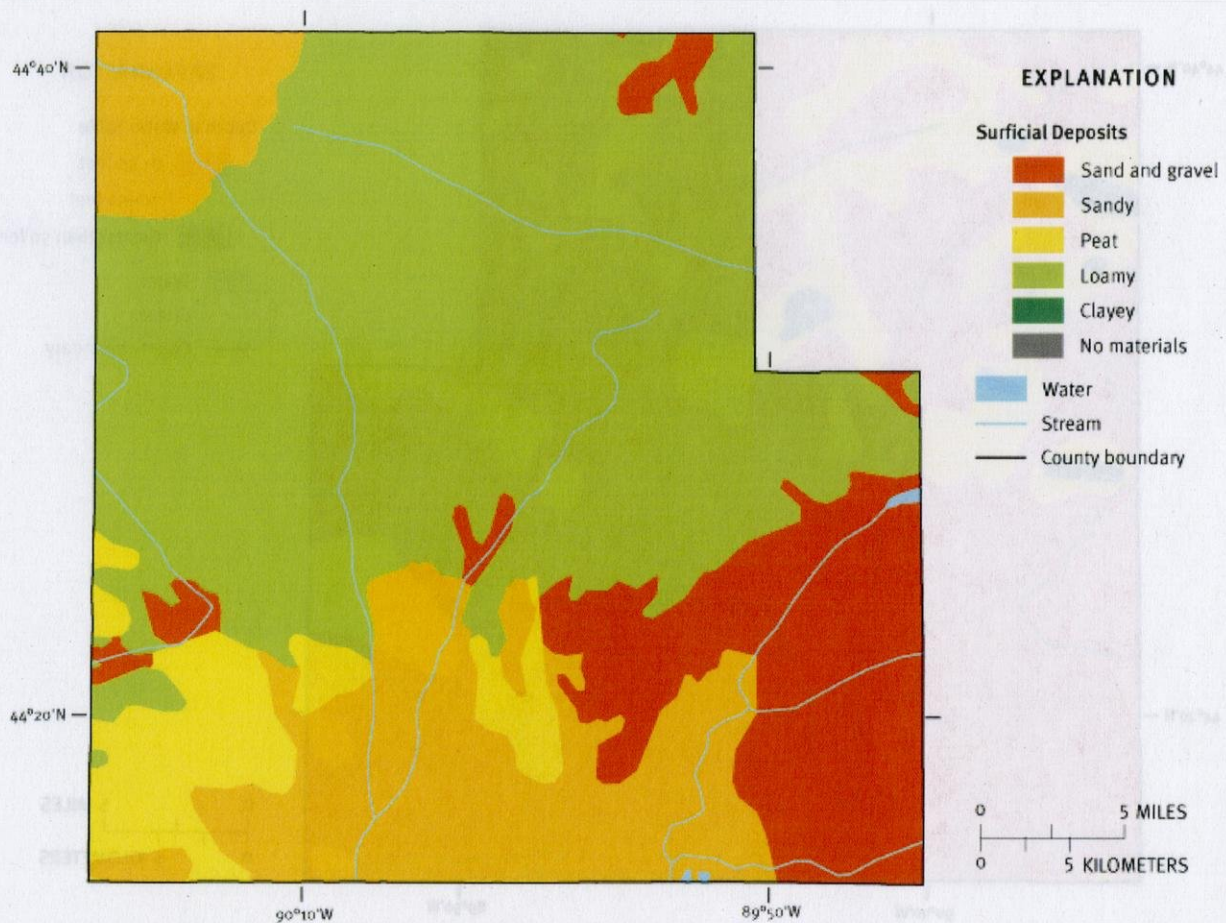 44°40'N
EXPLANATION
Surficial Deposits
Sand and gravel
Sandy
Peat
Loamy
Clayey
No materials
Water
Stream
County boundary
44°20'N
0 5 MILES
0 5 KILOMETERS
90°10'W
89°50'W